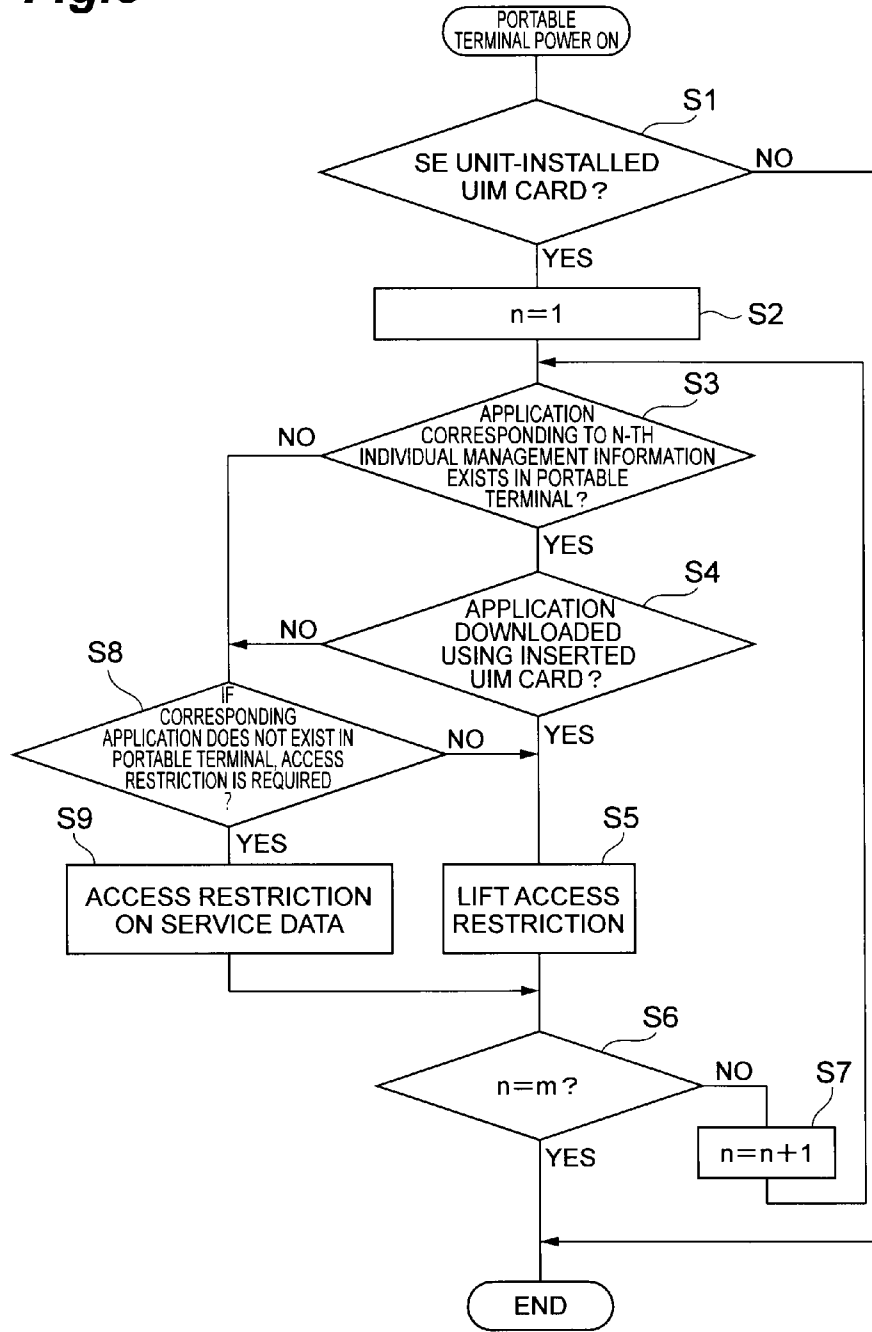 PORTABLE
TERMINAL POWER ON
S1
SE UNIT-INSTALLED
UIM CARD?
NO
YES
n=1
S2
S3
APPLICATION
CORRESPONDING TO N-TH
INDIVIDUAL MANAGEMENT INFORMATION
EXISTS IN PORTABLE
TERMINAL?
NO
YES
S4
APPLICATION
DOWNLOADED
USING INSERTED
UIM CARD?
NO
YES
S8
IF
CORRESPONDING
APPLICATION DOES NOT EXIST IN
PORTABLE TERMINAL, ACCESS
RESTRICTION IS REQUIRED
?
NO
YES
S9
ACCESS RESTRICTION
ON SERVICE DATA
S5
LIFT ACCESS
RESTRICTION
S6
n=m?
NO
YES
S7
n=n+1
END